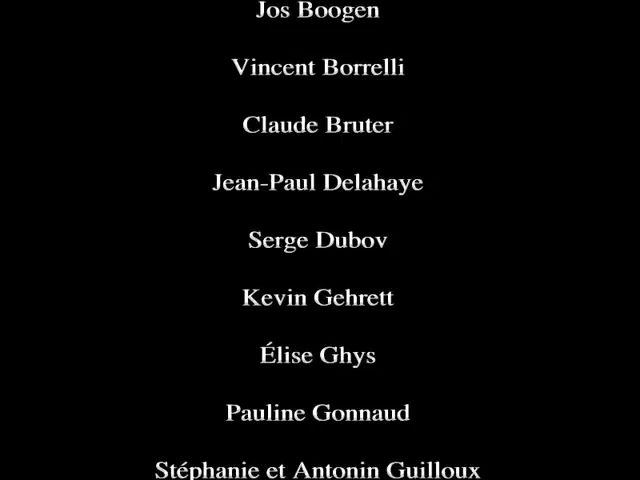 Jos Boogen
Vincent Borrelli
Claude Bruter
Jean-Paul Delahaye
Serge Dubov
Kevin Gehrett
Élise Ghys
Pauline Gonnaud
Stéphanie et Antonin Guilloux